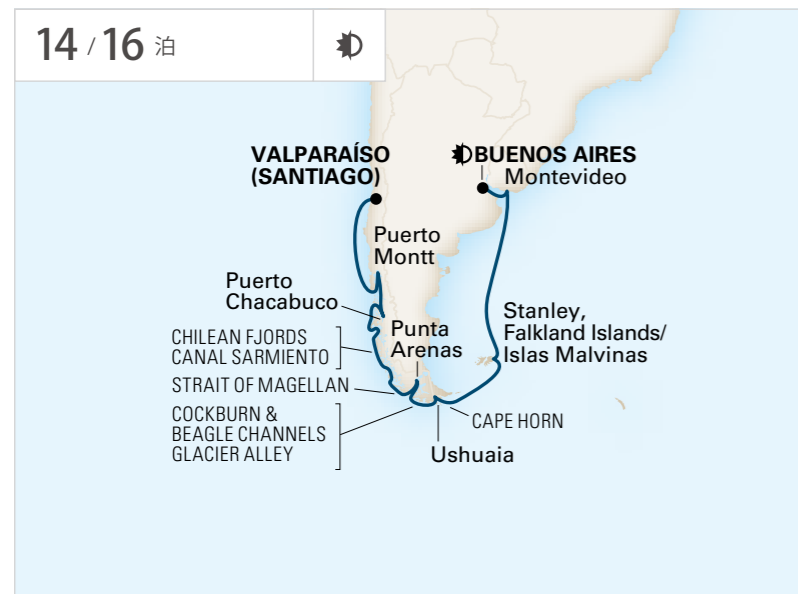 14 / 16 泊
VALPARAÍSO
(SANTIAGO)
BUENOS AIRES
Montevideo
Puerto
Montt
Puerto
Chacabuco
Stanley,
Falkland Islands/
Islas Malvinas
CHILEAN FJORDS
CANAL SARMIENTO
Punta
Arenas
STRAIT OF MAGELLAN
COCKBURN &
BEAGLE CHANNELS
GLACIER ALLEY
CAPE HORN
Ushuaia